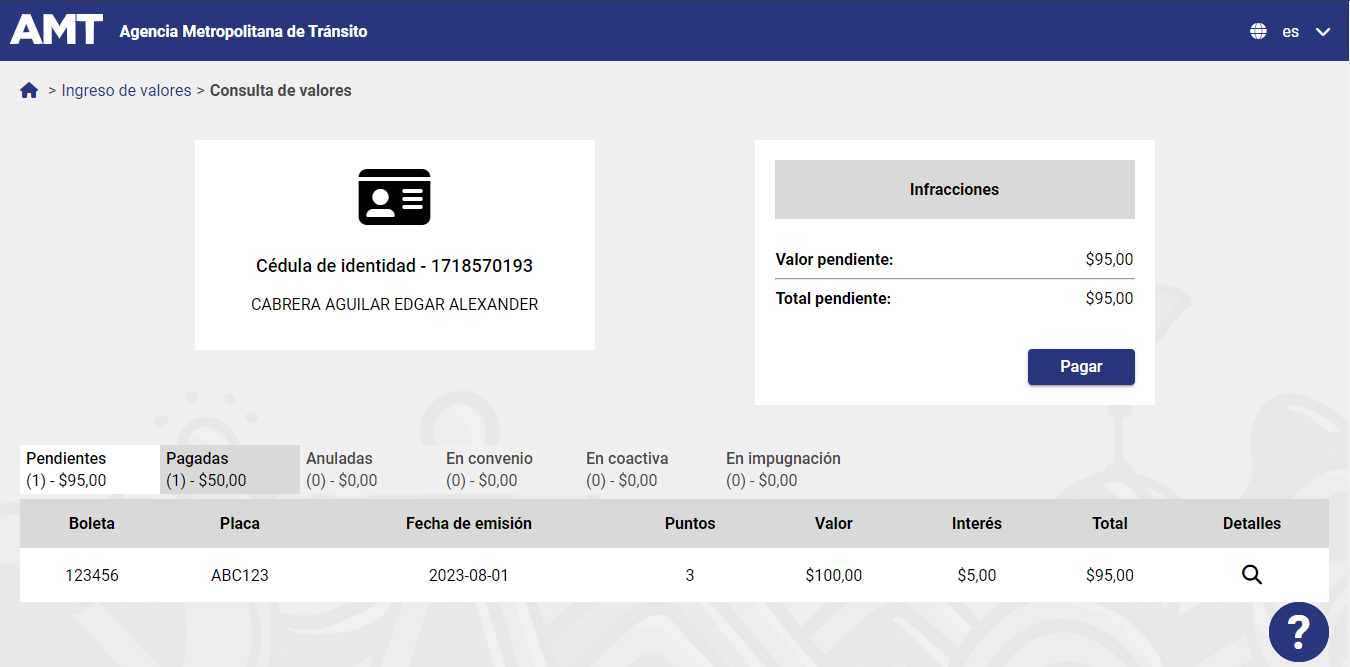 AMT Agencia Metropolitana de Tránsito es
> Ingreso de valores > Consulta de valores
Cédula de identidad - 1718570193
CABRERA AGUILAR EDGAR ALEXANDER
Infracciones
Valor pendiente: $95,00
Total pendiente: $95,00
Pagar
Pendientes Pagadas Anuladas En convenio En coactiva En impugnación
(1) - $95,00 (1) - $50,00 (0) - $0,00 (0) - $0,00 (0) - $0,00 (0) - $0,00
Boleta Placa Fecha de emisión Puntos Valor Interés Total Detalles
123456 ABC123 2023-08-01 3 $100,00 $5,00 $95,00
?